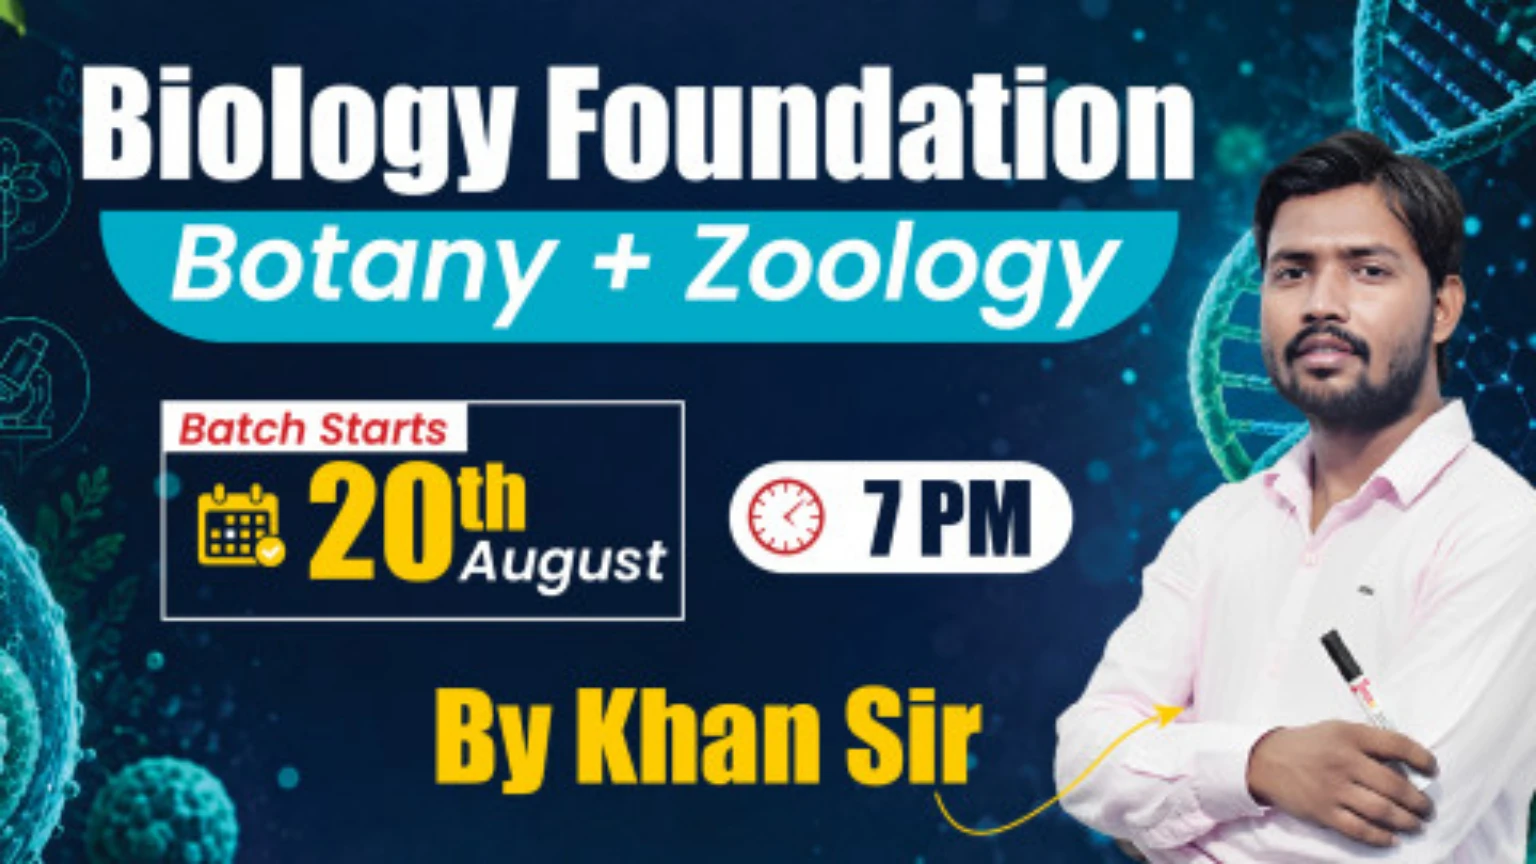 Biology Foundation
Botany + Zoology
Batch Starts
20th August
7 PM
By Khan Sir